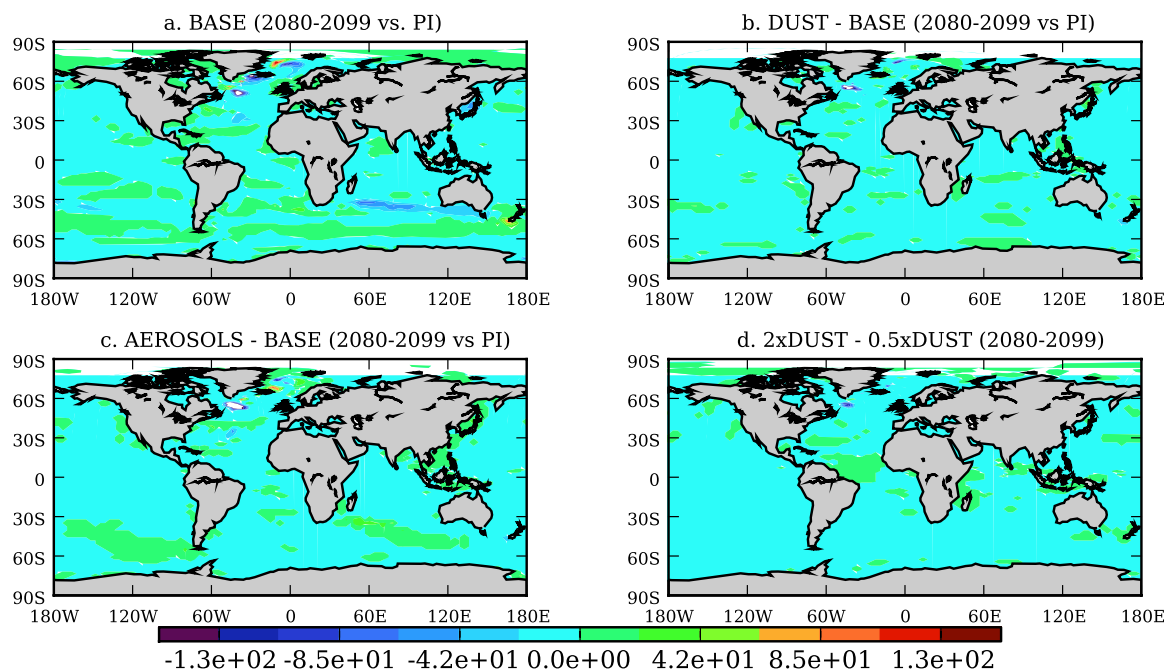 a. BASE (2080-2099 vs. PI)
b. DUST - BASE (2080-2099 vs PI)
90S
60S
30S
0
30S
60S
90S
180W 120W 60W 0 60E 120E 180E
90S
60S
30S
0
30S
60S
90S
180W 120W 60W 0 60E 120E 180E
c. AEROSOLS - BASE (2080-2099 vs PI)
d. 2xDUST - 0.5xDUST (2080-2099)
90S
60S
30S
0
30S
60S
90S
180W 120W 60W 0 60E 120E 180E
90S
60S
30S
0
30S
60S
90S
180W 120W 60W 0 60E 120E 180E
-1.3e+02 -8.5e+01 -4.2e+01 0.0e+00 4.2e+01 8.5e+01 1.3e+02